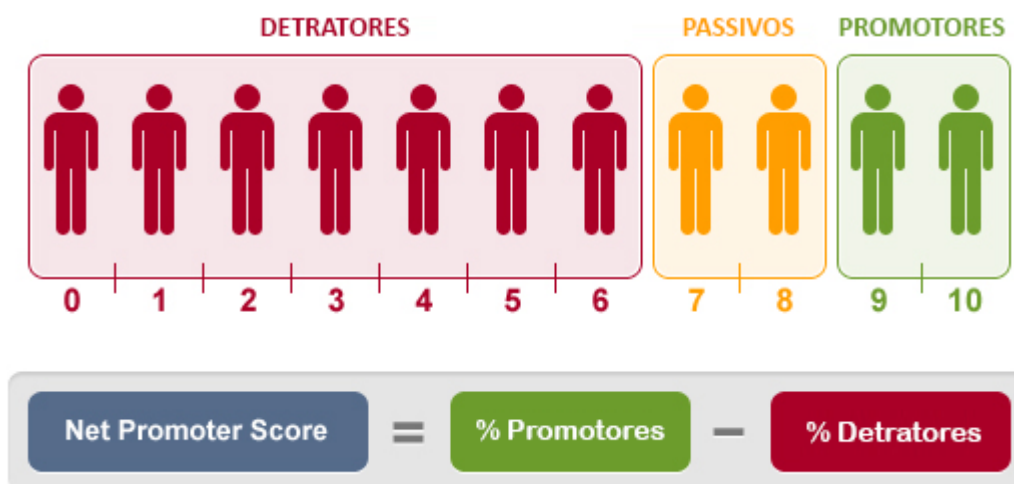 DETRATORES PASSIVOS PROMOTORES
0 1 2 3 4 5 6 7 8 9 10
Net Promoter Score = % Promotores — % Detratores